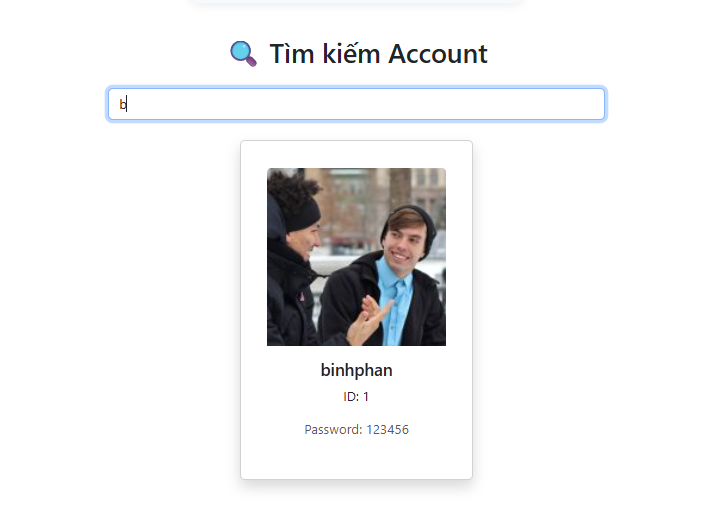 Tìm kiếm Account
b
binhphan
ID: 1
Password: 123456